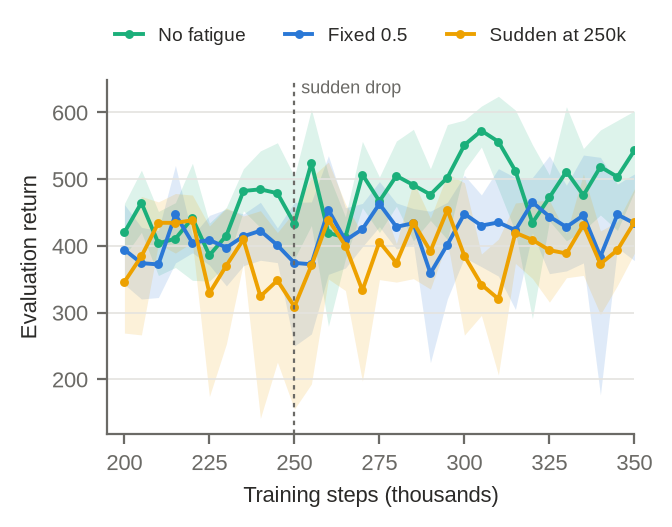 No fatigue Fixed 0.5 Sudden at 250k
sudden drop
600
500
400
300
200
Evaluation return
200 225 250 275 300 325 350
Training steps (thousands)